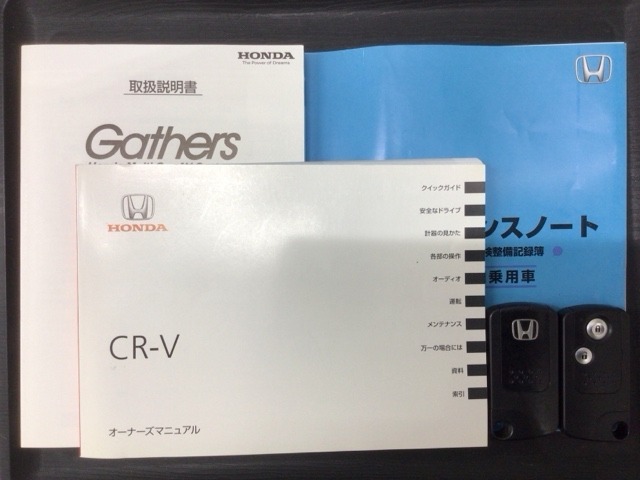 HONDA
The Power of Dreams
取扱説明書
Gathers
ンスノート
検整備記録簿
乗用車
HONDA
CR-V
オーナーズマニュアル
クイックガイド
安全なドライブ
計器の見かた
各部の操作
オーディオ
運転
メンテナンス
万一の場合には
資料
索引